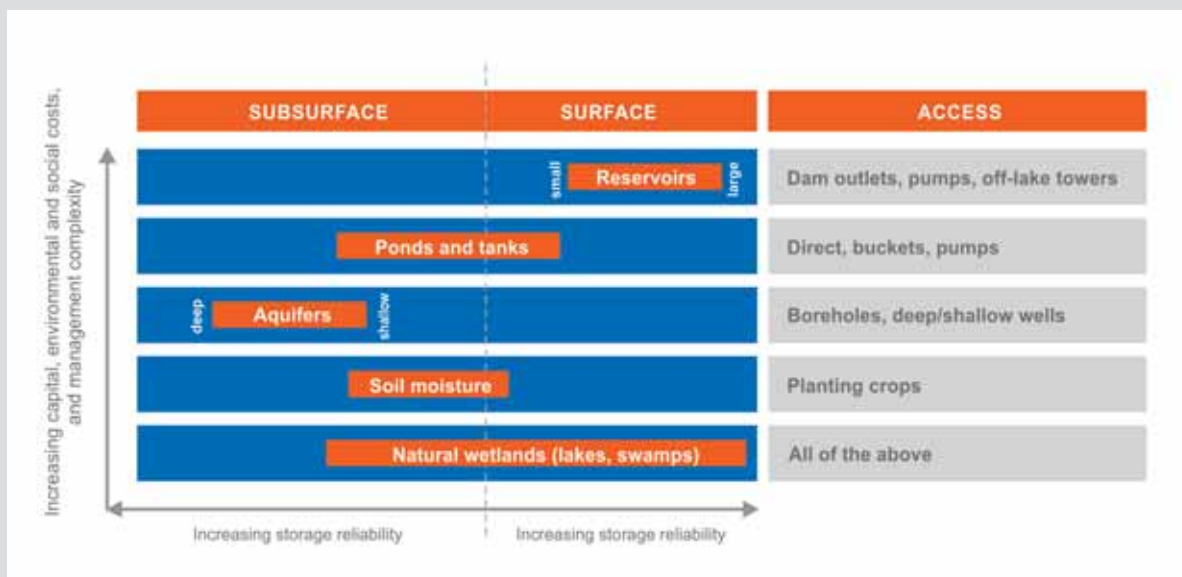 Increasing capital, environmental and social costs,
and management complexity
SUBSURFACE
SURFACE
ACCESS
small
Reservoirs
large
Dam outlets, pumps, off-lake towers
Ponds and tanks
Direct, buckets, pumps
deep
Aquifers
shallow
Boreholes, deep/shallow wells
Soil moisture
Planting crops
Natural wetlands (lakes, swamps)
All of the above
Increasing storage reliability
Increasing storage reliability